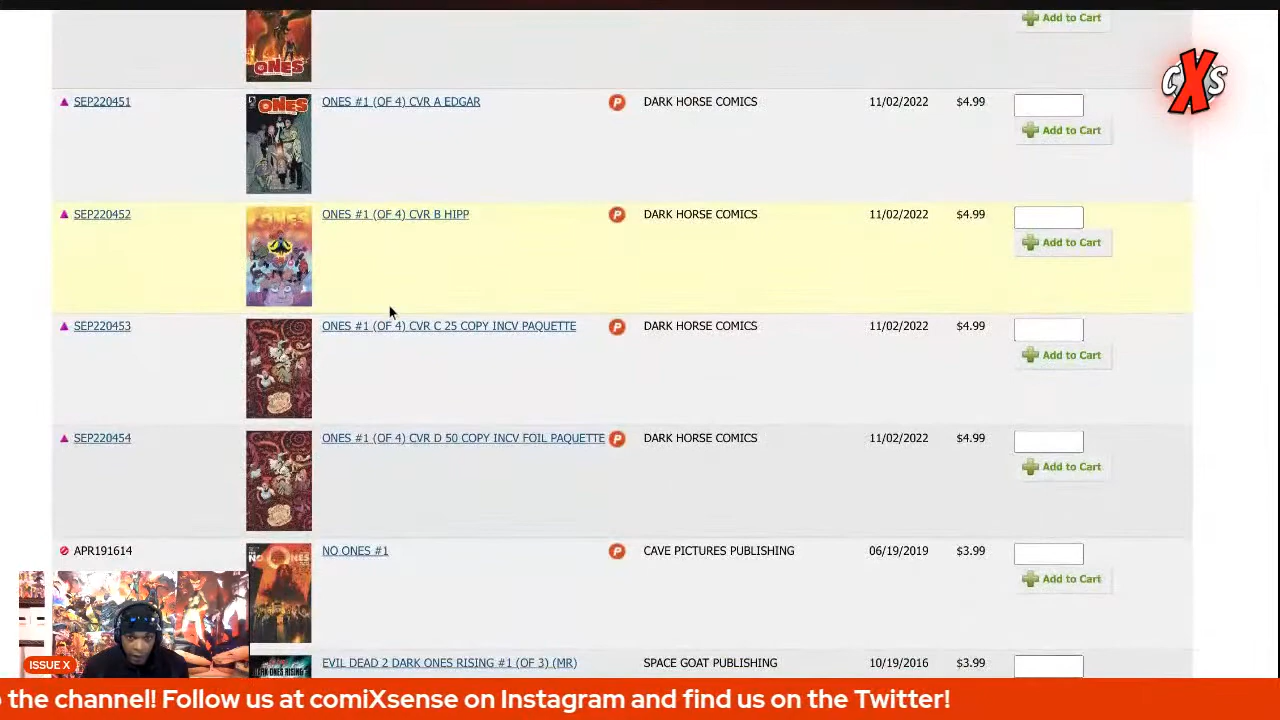 Add to Cart
ONES
SEP220451 ONES #1 (OF 4) CVR A EDGAR P DARK HORSE COMICS 11/02/2022 $4.99
Add to Cart
ONES
CXS
SEP220452 ONES #1 (OF 4) CVR B HIPP P DARK HORSE COMICS 11/02/2022 $4.99
Add to Cart
ONES
SEP220453 ONES #1 (OF 4) CVR C 25 COPY INCV PAQUETTE P DARK HORSE COMICS 11/02/2022 $4.99
Add to Cart
SEP220454 ONES #1 (OF 4) CVR D 50 COPY INCV FOIL PAQUETTE P DARK HORSE COMICS 11/02/2022 $4.99
Add to Cart
APR191614 NO ONES #1 P CAVE PICTURES PUBLISHING 06/19/2019 $3.99
Add to Cart
NO ONES
EVIL DEAD 2 DARK ONES RISING #1 (OF 3) (MR) SPACE GOAT PUBLISHING 10/19/2016 $3.99
ISSUE X
the channel! Follow us at comiXsense on Instagram and find us on the Twitter!